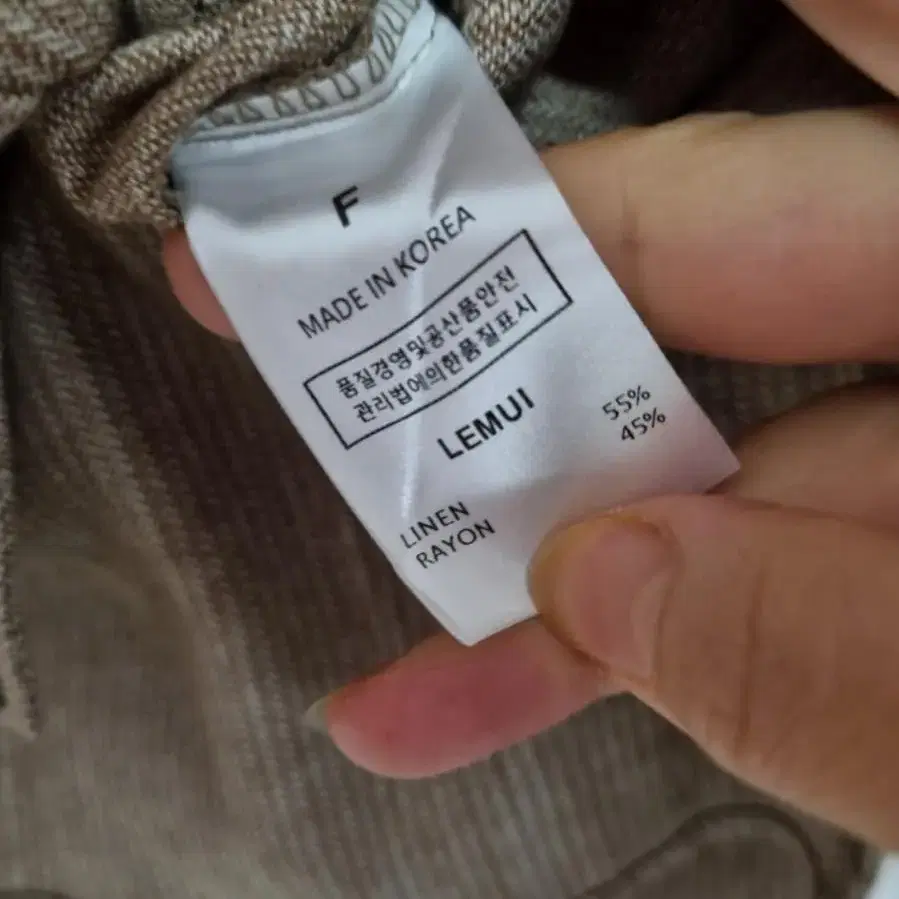 F
MADE IN KOREA
품질경영및공산품안전
관리법에의한품질표시
LEMUI
LINEN 55%
RAYON 45%